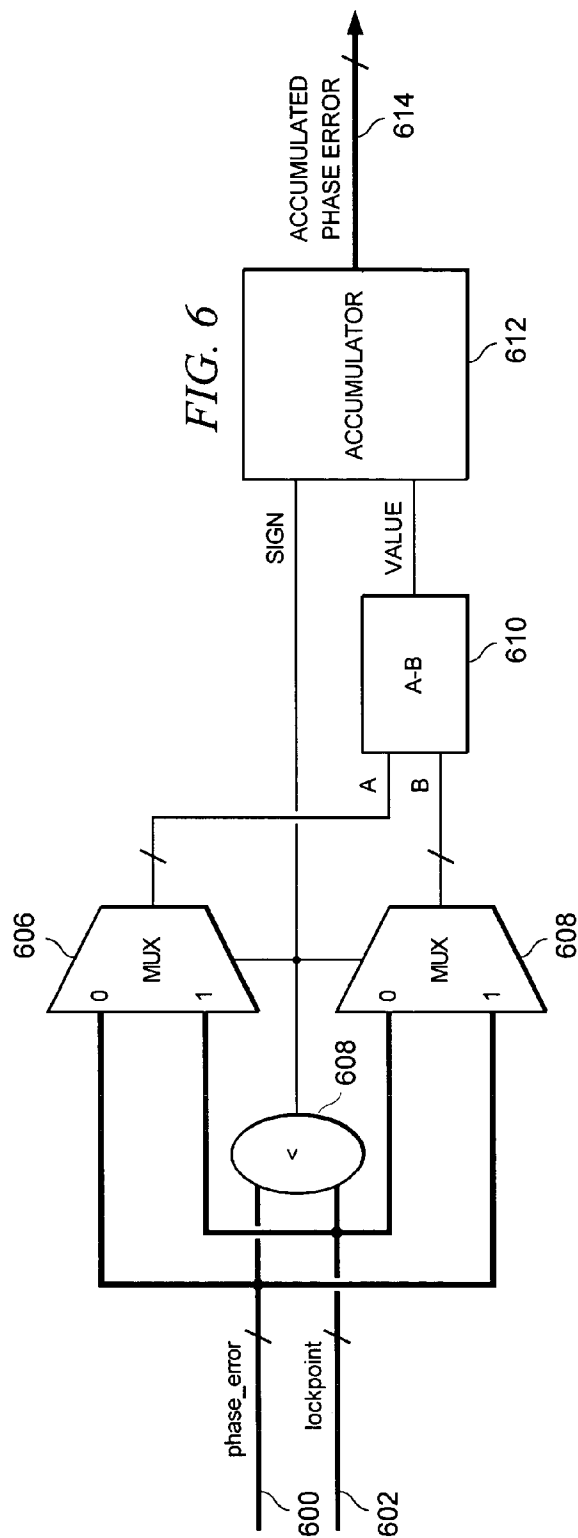 FIG. 6
600
phase_error
602
lockpoint
<
608
606
0
MUX
1
0
MUX
1
608
A
B
A-B
610
SIGN
VALUE
ACCUMULATOR
612
ACCUMULATED
PHASE ERROR
614